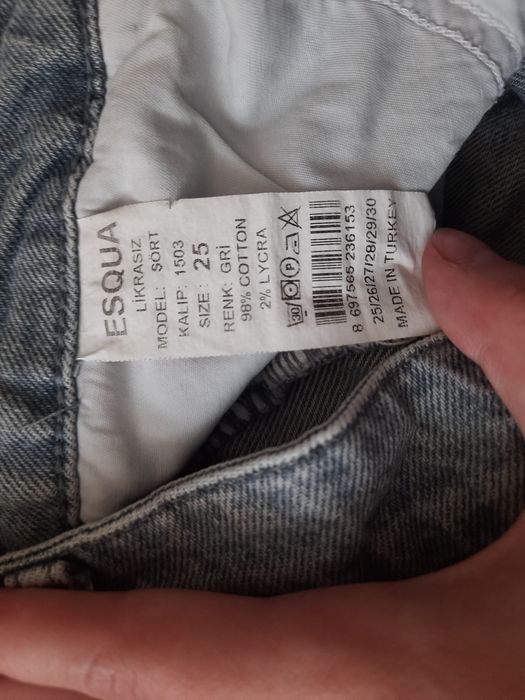 ESQUA
LİKRASIZ
MODEL: ŞORT
KALIP: 1503
SIZE: 25
RENK: GRİ
98% COTTON
2% LYCRA
30 P
8 697565 236153
25/26/27/28/29/30
MADE IN TURKEY